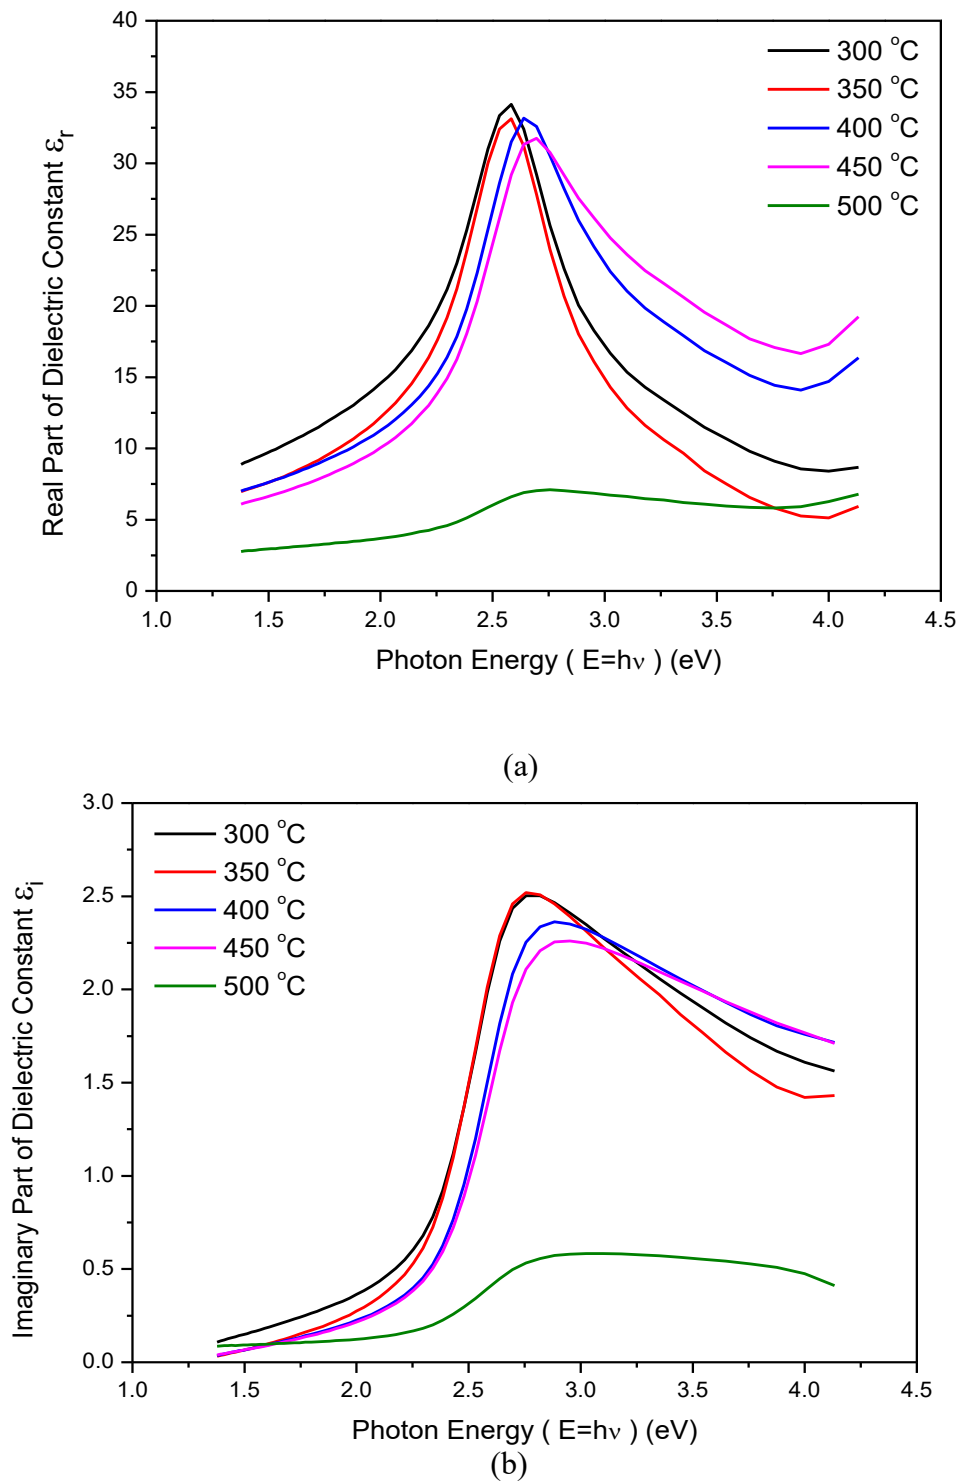 40
35
30
25
20
15
10
5
0
Real Part of Dielectric Constant εr
300 °C
350 °C
400 °C
450 °C
500 °C
1.0 1.5 2.0 2.5 3.0 3.5 4.0 4.5
Photon Energy ( E=hν ) (eV)
(a)
3.0
2.5
2.0
1.5
1.0
0.5
0.0
Imaginary Part of Dielectric Constant εi
300 °C
350 °C
400 °C
450 °C
500 °C
1.0 1.5 2.0 2.5 3.0 3.5 4.0 4.5
Photon Energy ( E=hν ) (eV)
(b)